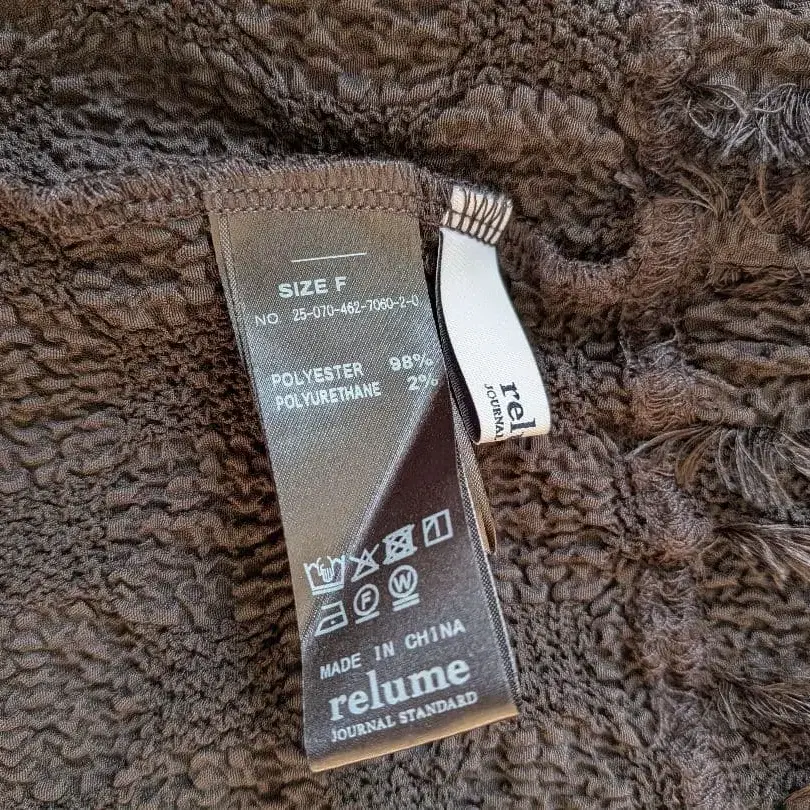 SIZE F
NO 25-070-462-7060-2-0
POLYESTER 98%
POLYURETHANE 2%
F W
MADE IN CHINA
relume
JOURNAL STANDARD
rel
JOURNAL